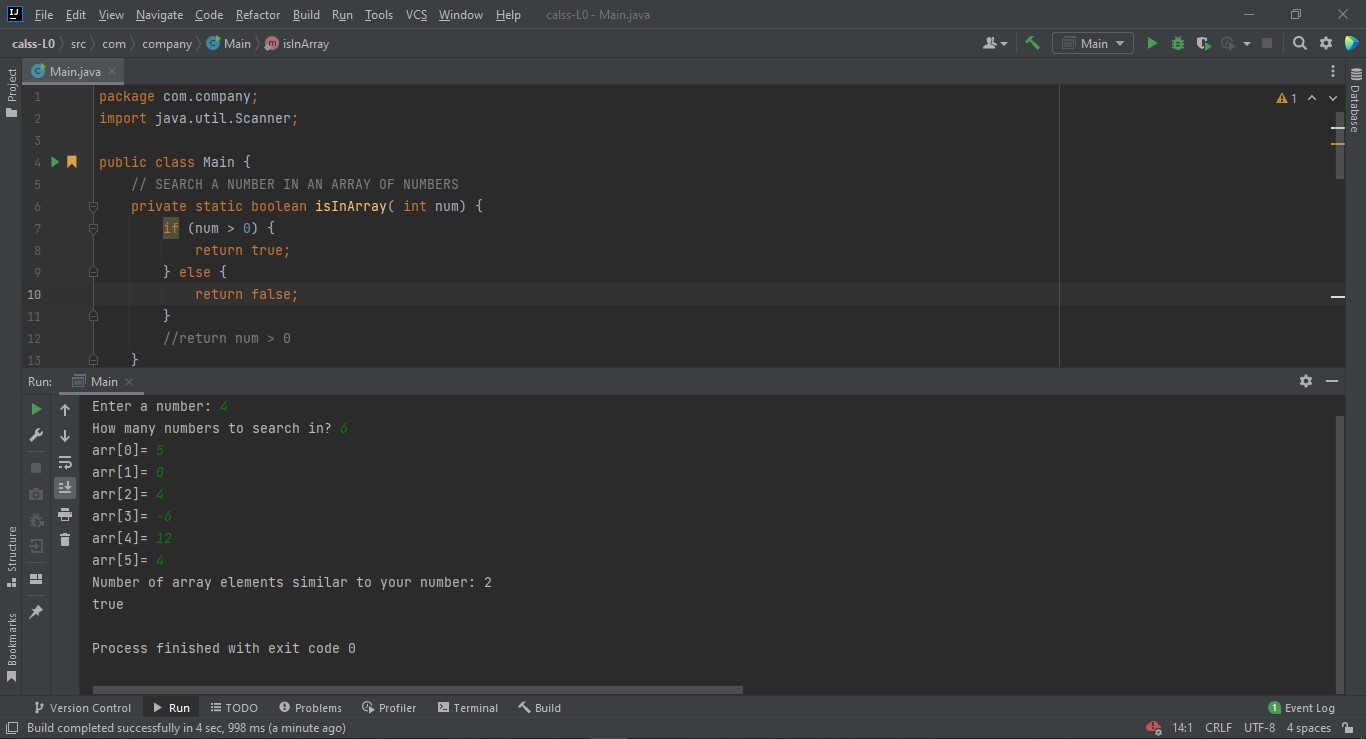 File Edit View Navigate Code Refactor Build Run Tools VCS Window Help calss-L0 - Main.java
calss-L0 src com company Main isInArray Main
Project
Main.java
Database
1 package com.company; 1
2 import java.util.Scanner;
3
4 public class Main {
5 // SEARCH A NUMBER IN AN ARRAY OF NUMBERS
6 private static boolean isInArray( int num) {
7 if (num > 0) {
8 return true;
9 } else {
10 return false;
11 }
12 //return num > 0
13 }
Run: Main
Enter a number: 4
How many numbers to search in? 6
arr[0]= 5
arr[1]= 0
arr[2]= 4
arr[3]= -6
arr[4]= 12
arr[5]= 4
Number of array elements similar to your number: 2
true
Process finished with exit code 0
Structure
Bookmarks
Version Control Run TODO Problems Profiler Terminal Build 1 Event Log
Build completed successfully in 4 sec, 998 ms (a minute ago) 14:1 CRLF UTF-8 4 spaces